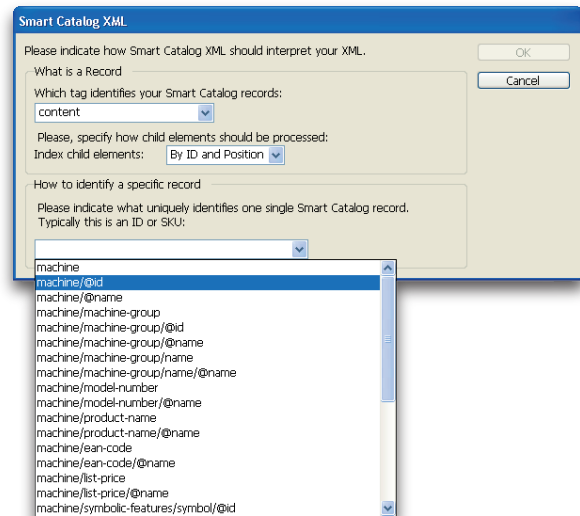 Smart Catalog XML
Please indicate how Smart Catalog XML should interpret your XML.
OK
What is a Record
Cancel
Which tag identifies your Smart Catalog records:
content
Please, specify how child elements should be processed:
Index child elements: By ID and Position
How to identify a specific record
Please indicate what uniquely identifies one single Smart Catalog record.
Typically this is an ID or SKU:
machine
machine/@id
machine/@name
machine/machine-group
machine/machine-group/@id
machine/machine-group/@name
machine/machine-group/name
machine/machine-group/name/@name
machine/model-number
machine/model-number/@name
machine/product-name
machine/product-name/@name
machine/ean-code
machine/ean-code/@name
machine/list-price
machine/list-price/@name
machine/symbolic-features/symbol/@id